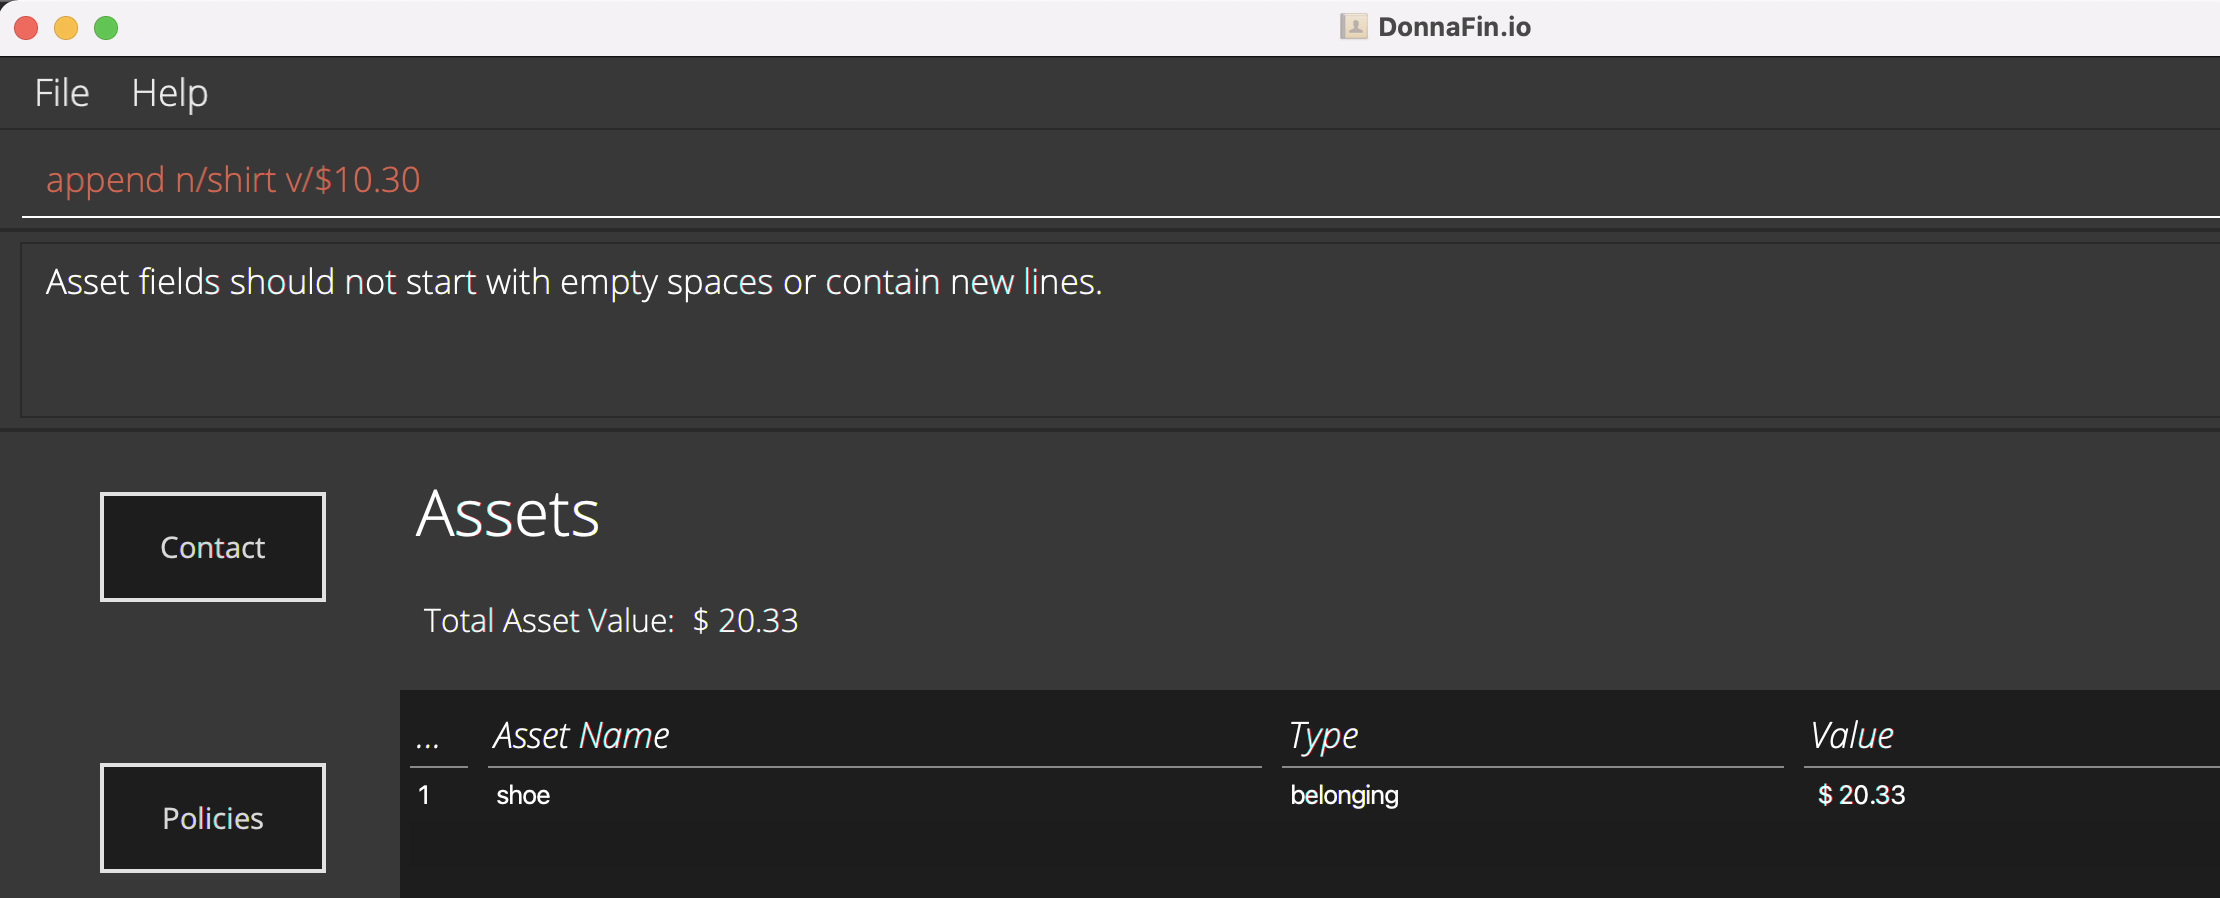 DonnaFin.io
File Help
append n/shirt v/$10.30
Asset fields should not start with empty spaces or contain new lines.
Contact
Assets
Total Asset Value: $ 20.33
Policies
... Asset Name Type Value
1 shoe belonging $ 20.33